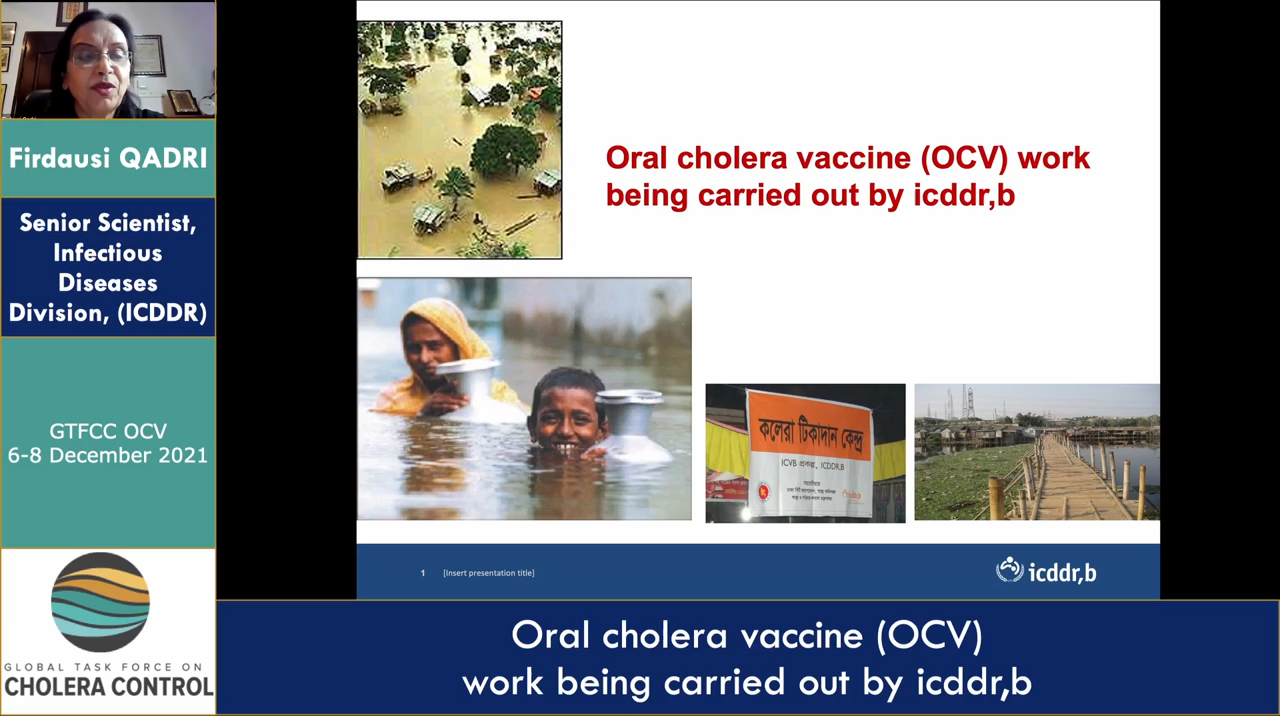 Firdausi QADRI
Senior Scientist,
Infectious
Diseases
Division, (ICDDR)
GTFCC OCV
6-8 December 2021
GLOBAL TASK FORCE ON
CHOLERA CONTROL
Oral cholera vaccine (OCV) work
being carried out by icddr,b
কলেরা টিকাদান কেন্দ্র
ICVB প্রকল্প, ICDDR,B
1 [Insert presentation title]
icddr,b
Oral cholera vaccine (OCV)
work being carried out by icddr,b